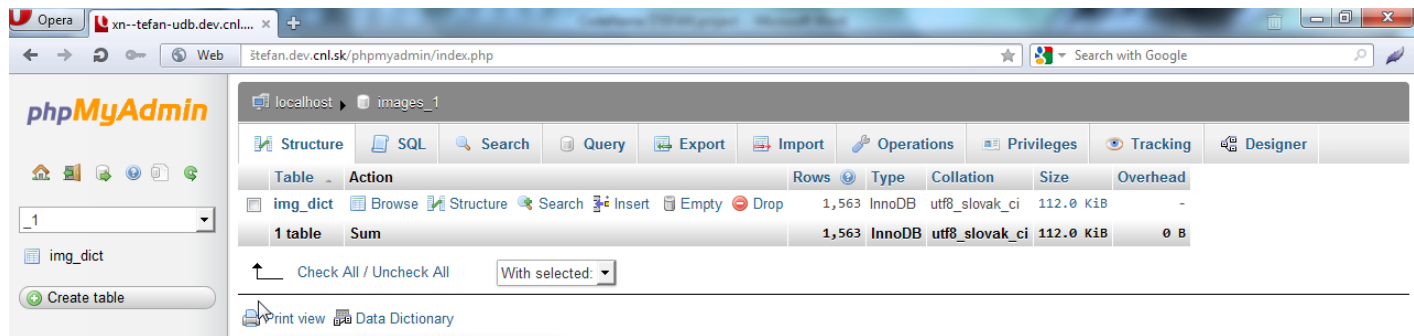 Opera xn--tefan-udb.dev.cnl....
Web štefan.dev.cnl.sk/phpmyadmin/index.php Search with Google
phpMyAdmin
localhost images_1
Structure SQL Search Query Export Import Operations Privileges Tracking Designer
Table Action Rows Type Collation Size Overhead
img_dict Browse Structure Search Insert Empty Drop 1,563 InnoDB utf8_slovak_ci 112.0 KiB -
1 table Sum 1,563 InnoDB utf8_slovak_ci 112.0 KiB 0 B
_1
img_dict
Create table
Check All / Uncheck All With selected:
Print view Data Dictionary